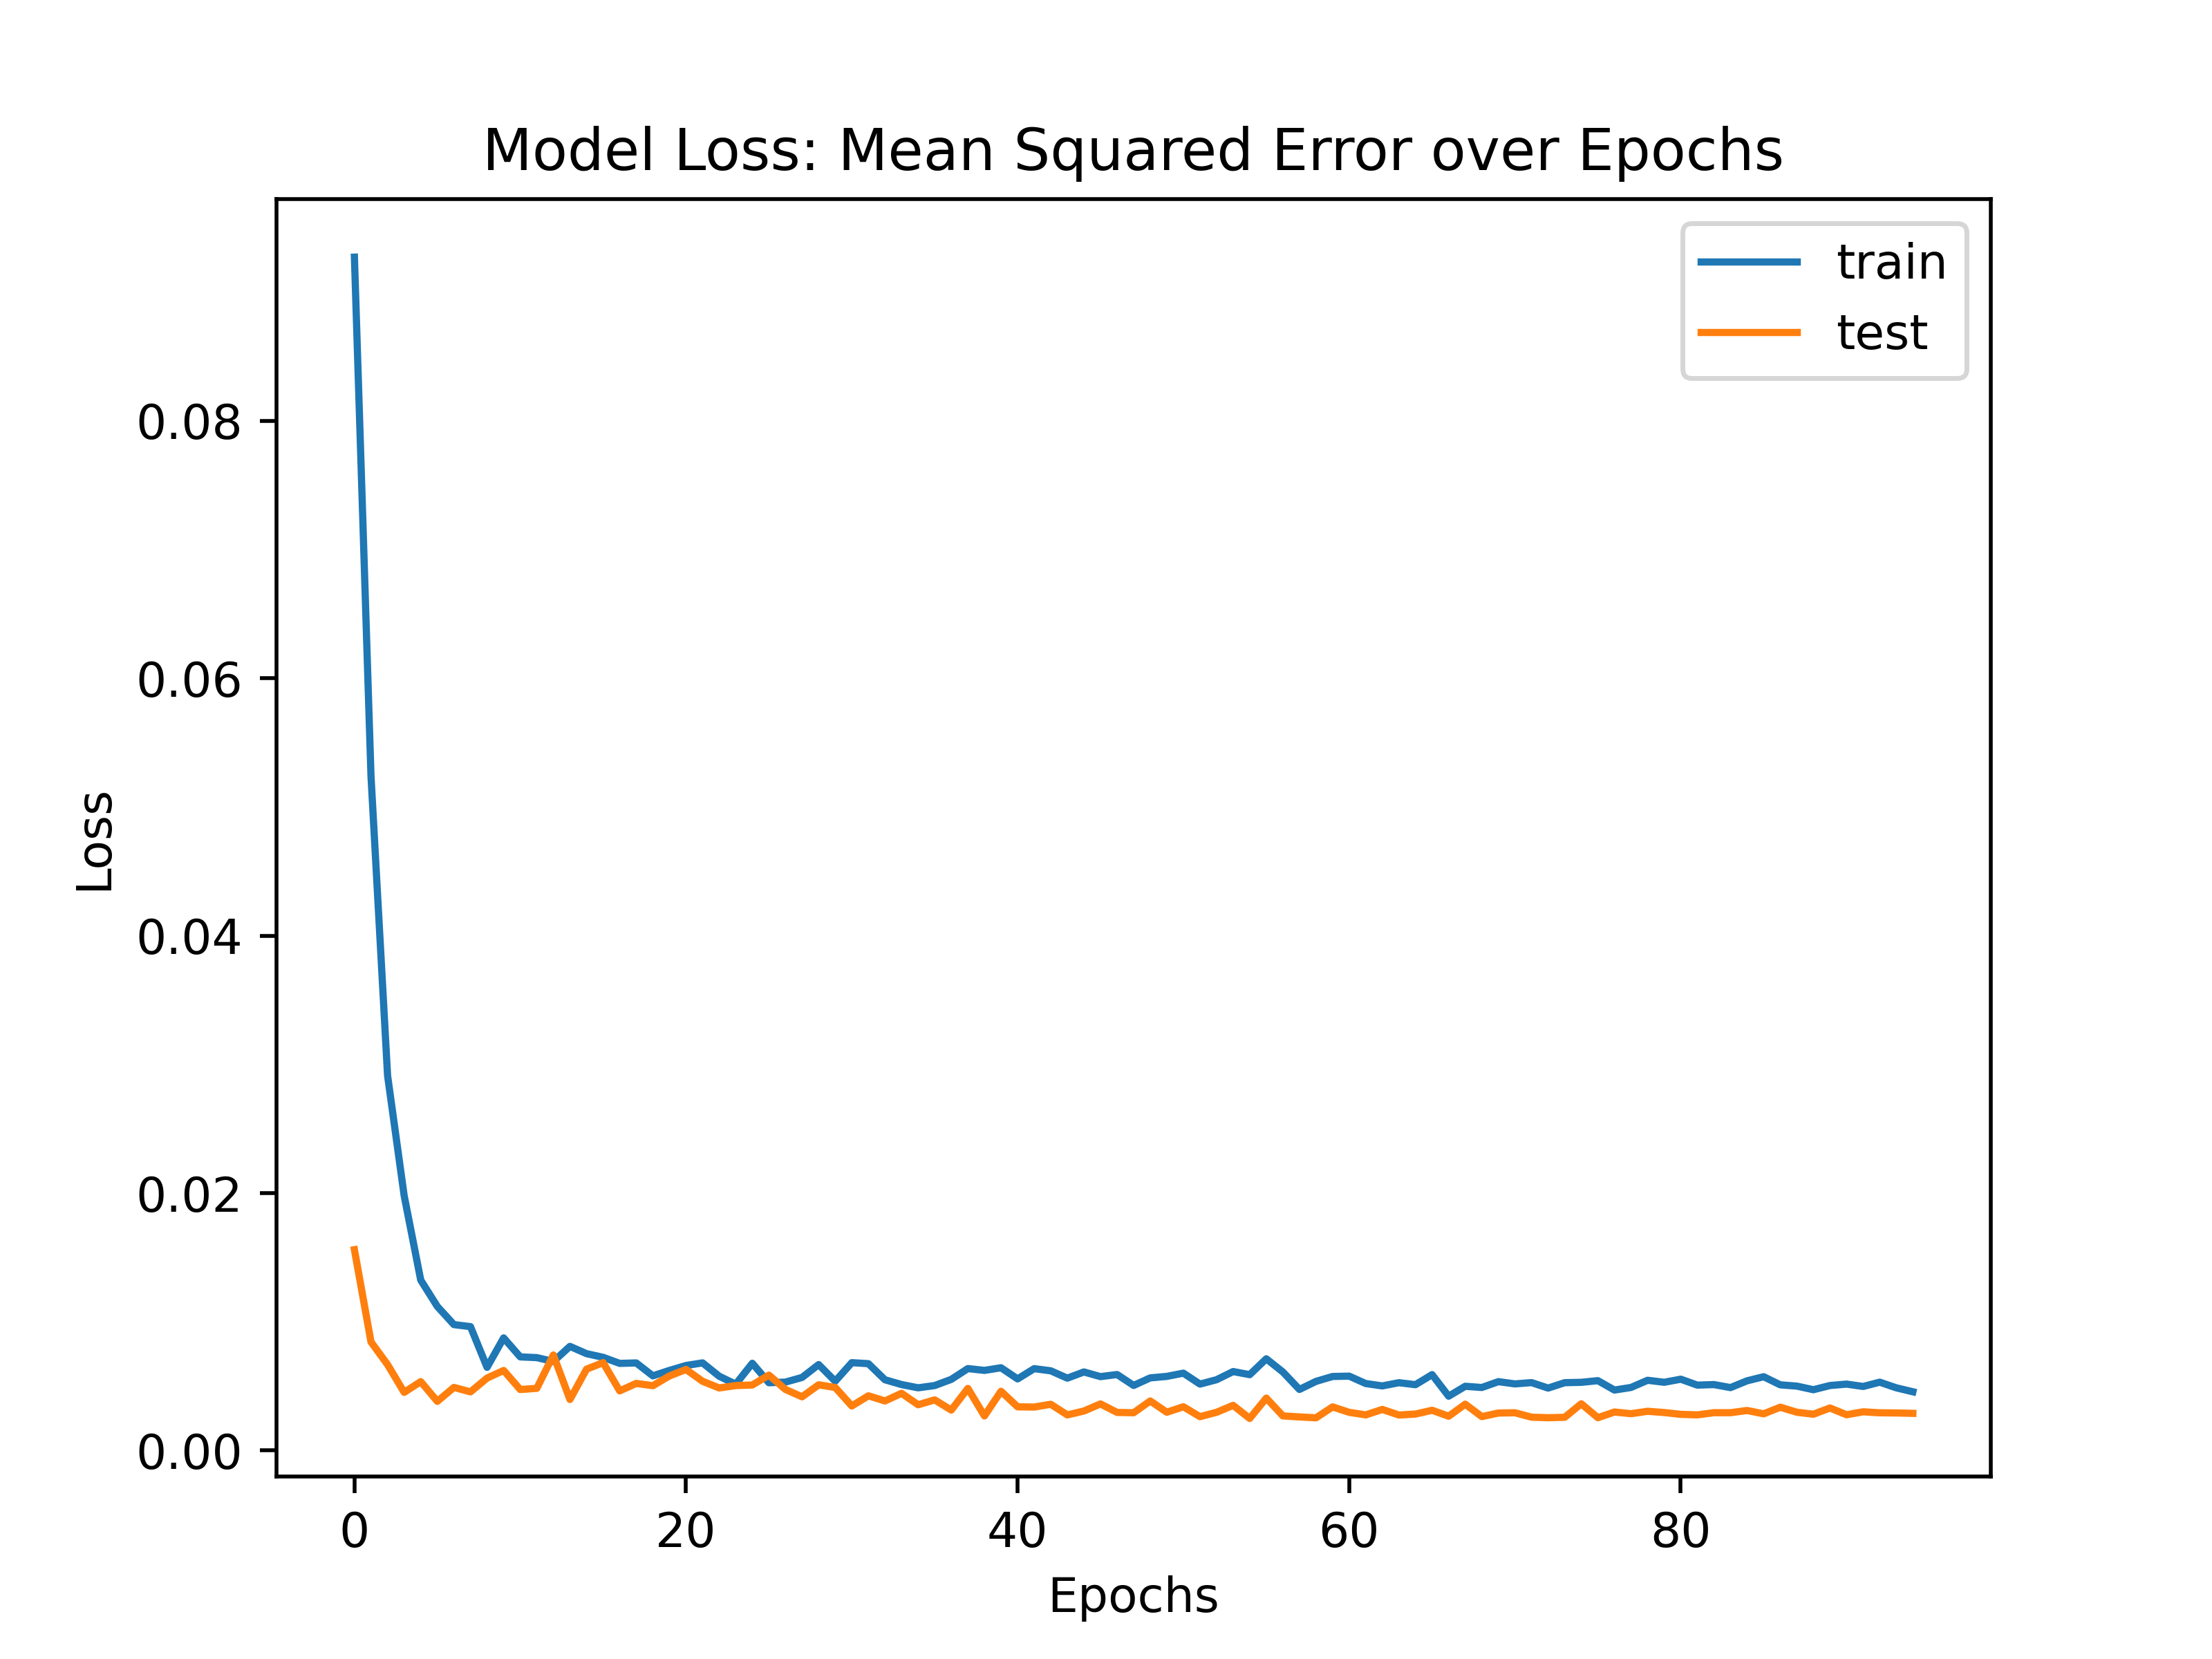 Model Loss: Mean Squared Error over Epochs
train
test
0.08
0.06
0.04
0.02
0.00
Loss
0 20 40 60 80
Epochs